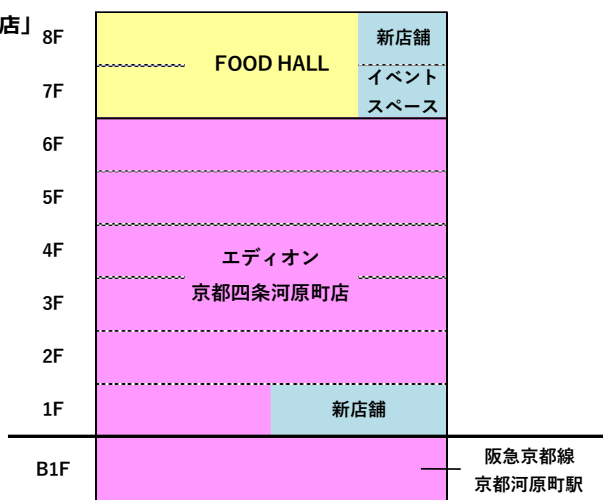 店」
8F
FOOD HALL
新店舗
7F
イベント
スペース
6F
5F
4F
エディオン
京都四条河原町店
3F
2F
1F
新店舗
B1F
阪急京都線
京都河原町駅